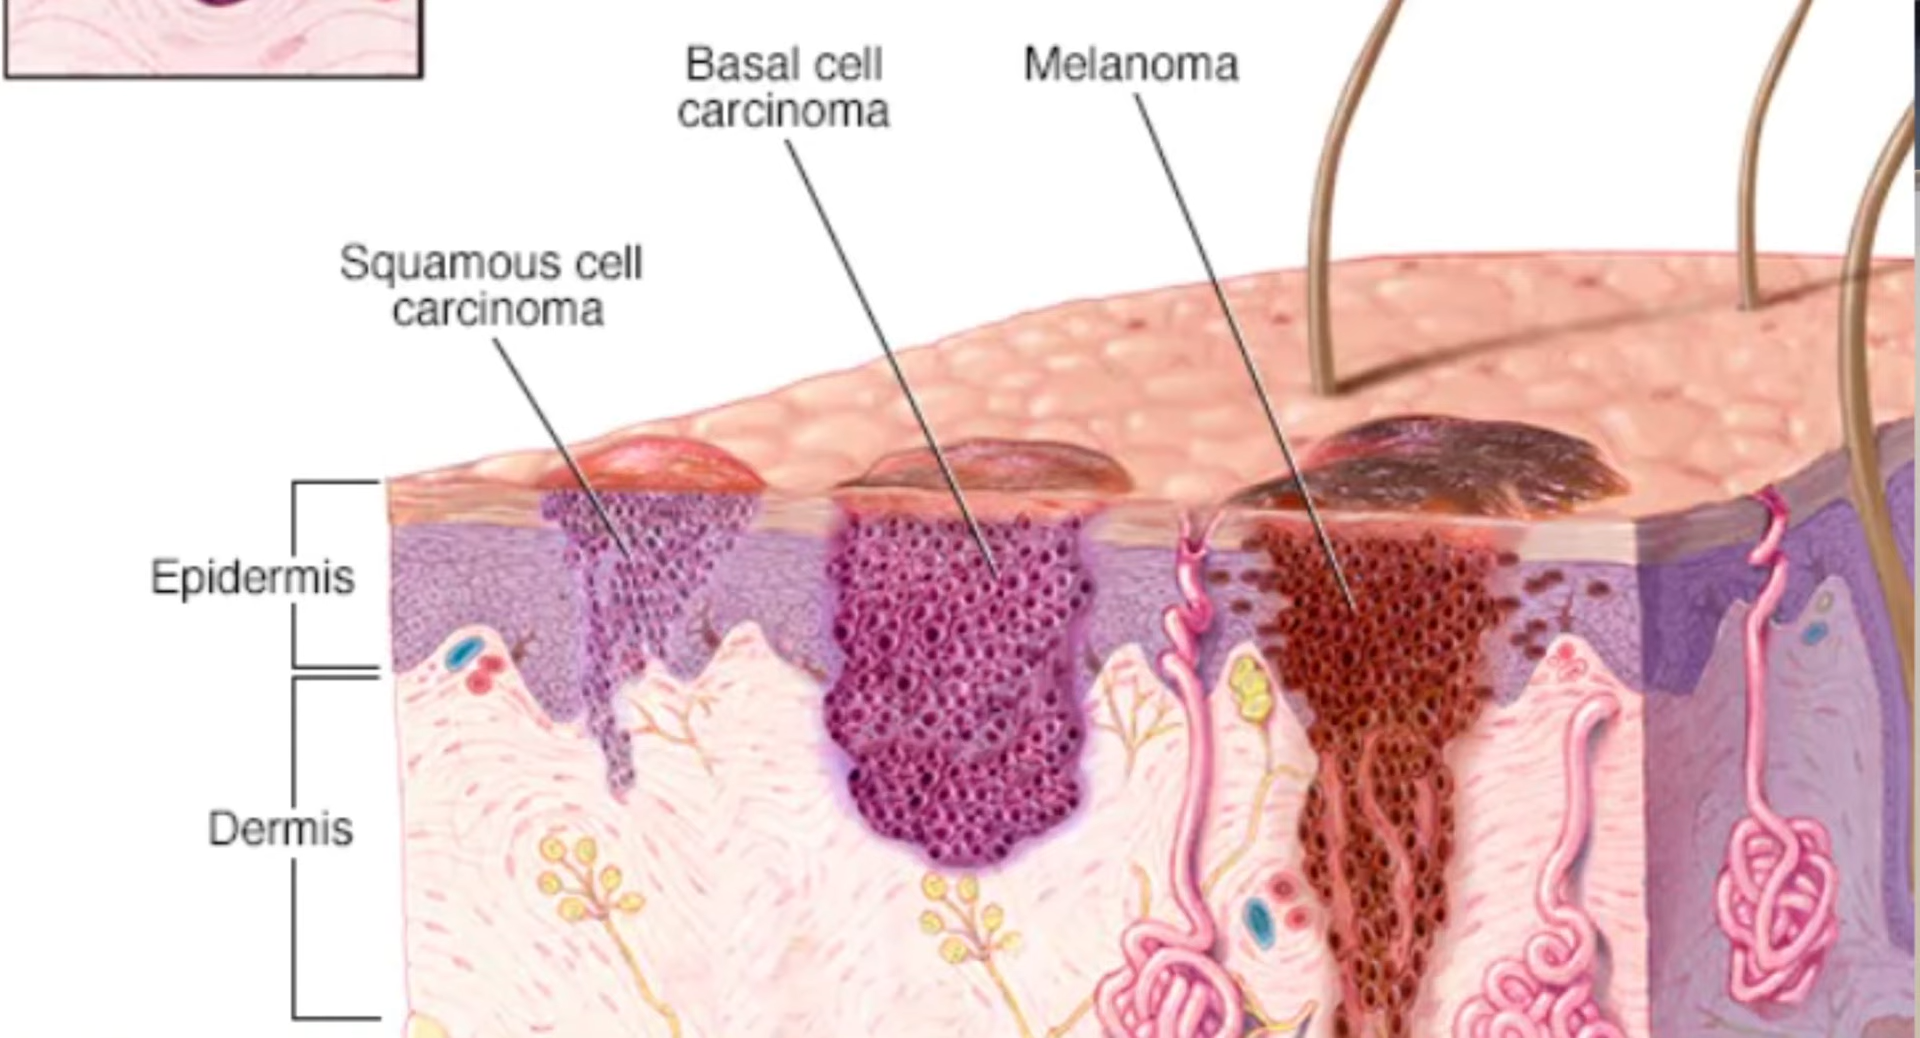 Basal cell
carcinoma
Melanoma
Squamous cell
carcinoma
Epidermis
Dermis